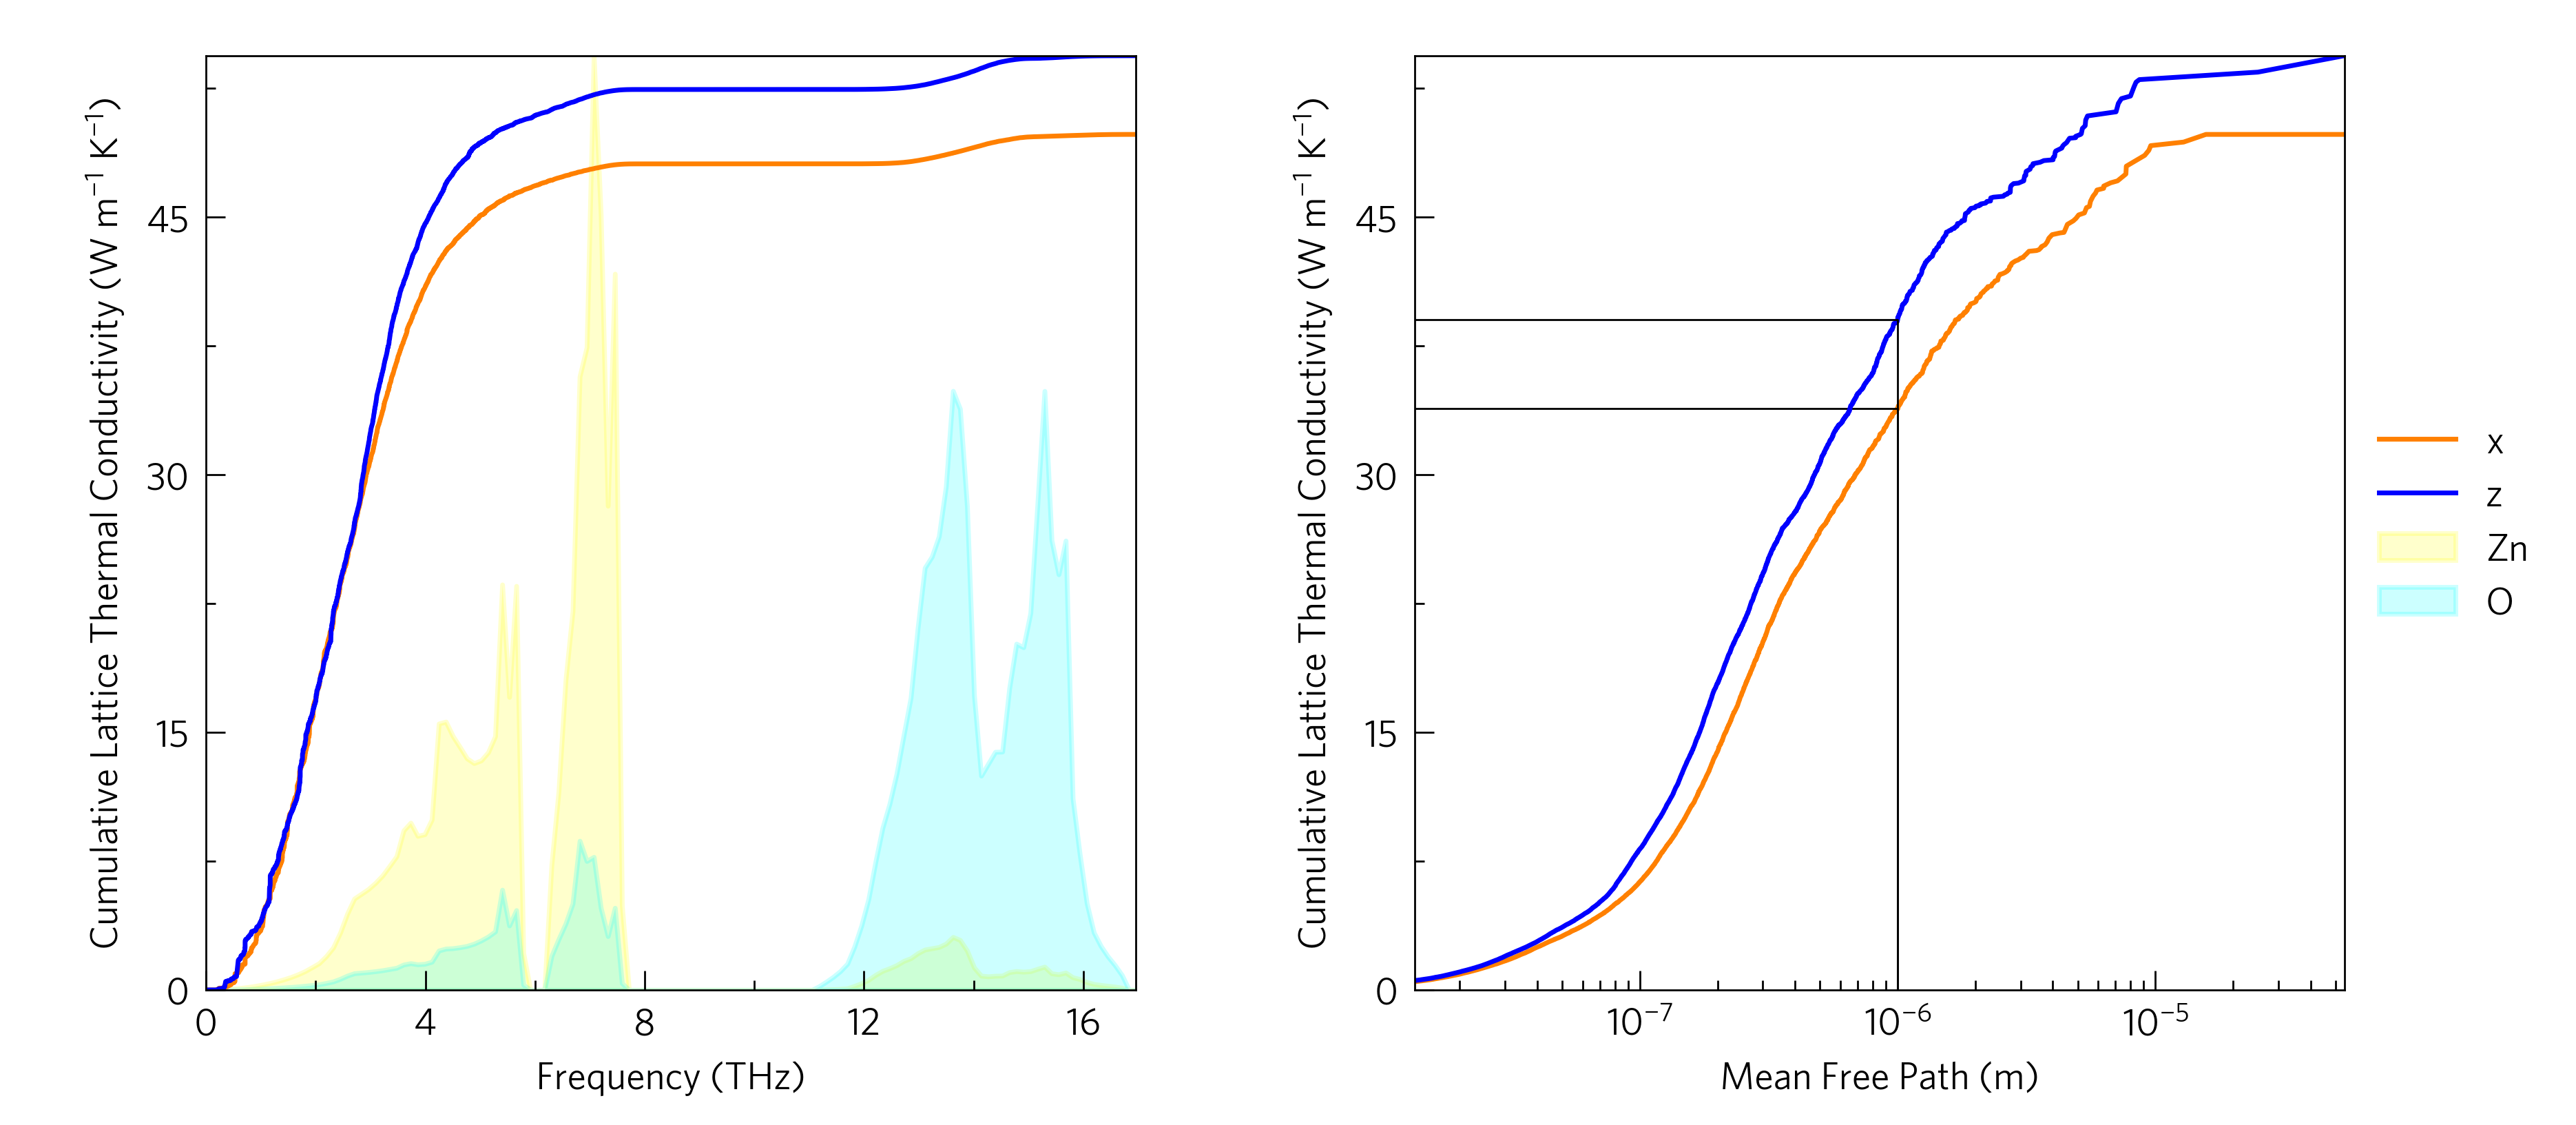 Cumulative Lattice Thermal Conductivity (W m⁻¹ K⁻¹)
45
30
15
0
0 4 8 12 16
Frequency (THz)
Cumulative Lattice Thermal Conductivity (W m⁻¹ K⁻¹)
45
30
15
0
10⁻⁷ 10⁻⁶ 10⁻⁵
Mean Free Path (m)
x
z
Zn
O